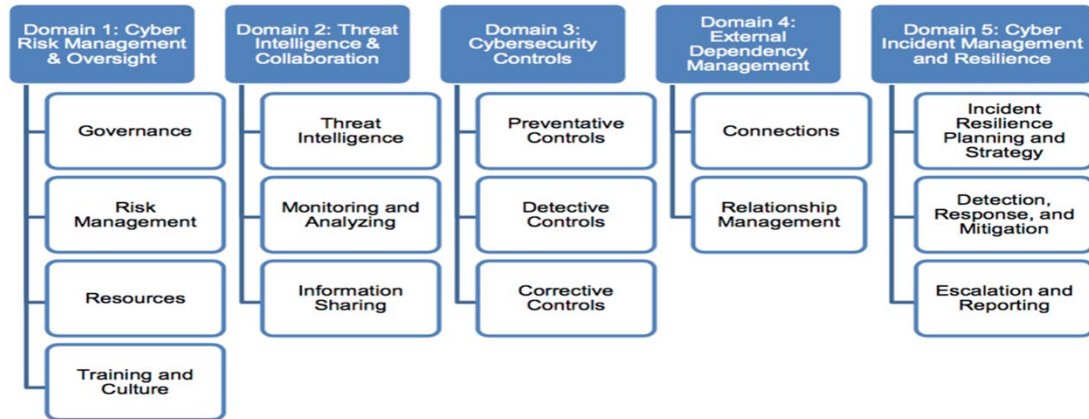 Domain 1: Cyber
Risk Management
& Oversight
Governance
Risk
Management
Resources
Training and
Culture
Domain 2: Threat
Intelligence &
Collaboration
Threat
Intelligence
Monitoring and
Analyzing
Information
Sharing
Domain 3:
Cybersecurity
Controls
Preventative
Controls
Detective
Controls
Corrective
Controls
Domain 4:
External
Dependency
Management
Connections
Relationship
Management
Domain 5: Cyber
Incident Management
and Resilience
Incident
Resilience
Planning and
Strategy
Detection,
Response, and
Mitigation
Escalation and
Reporting